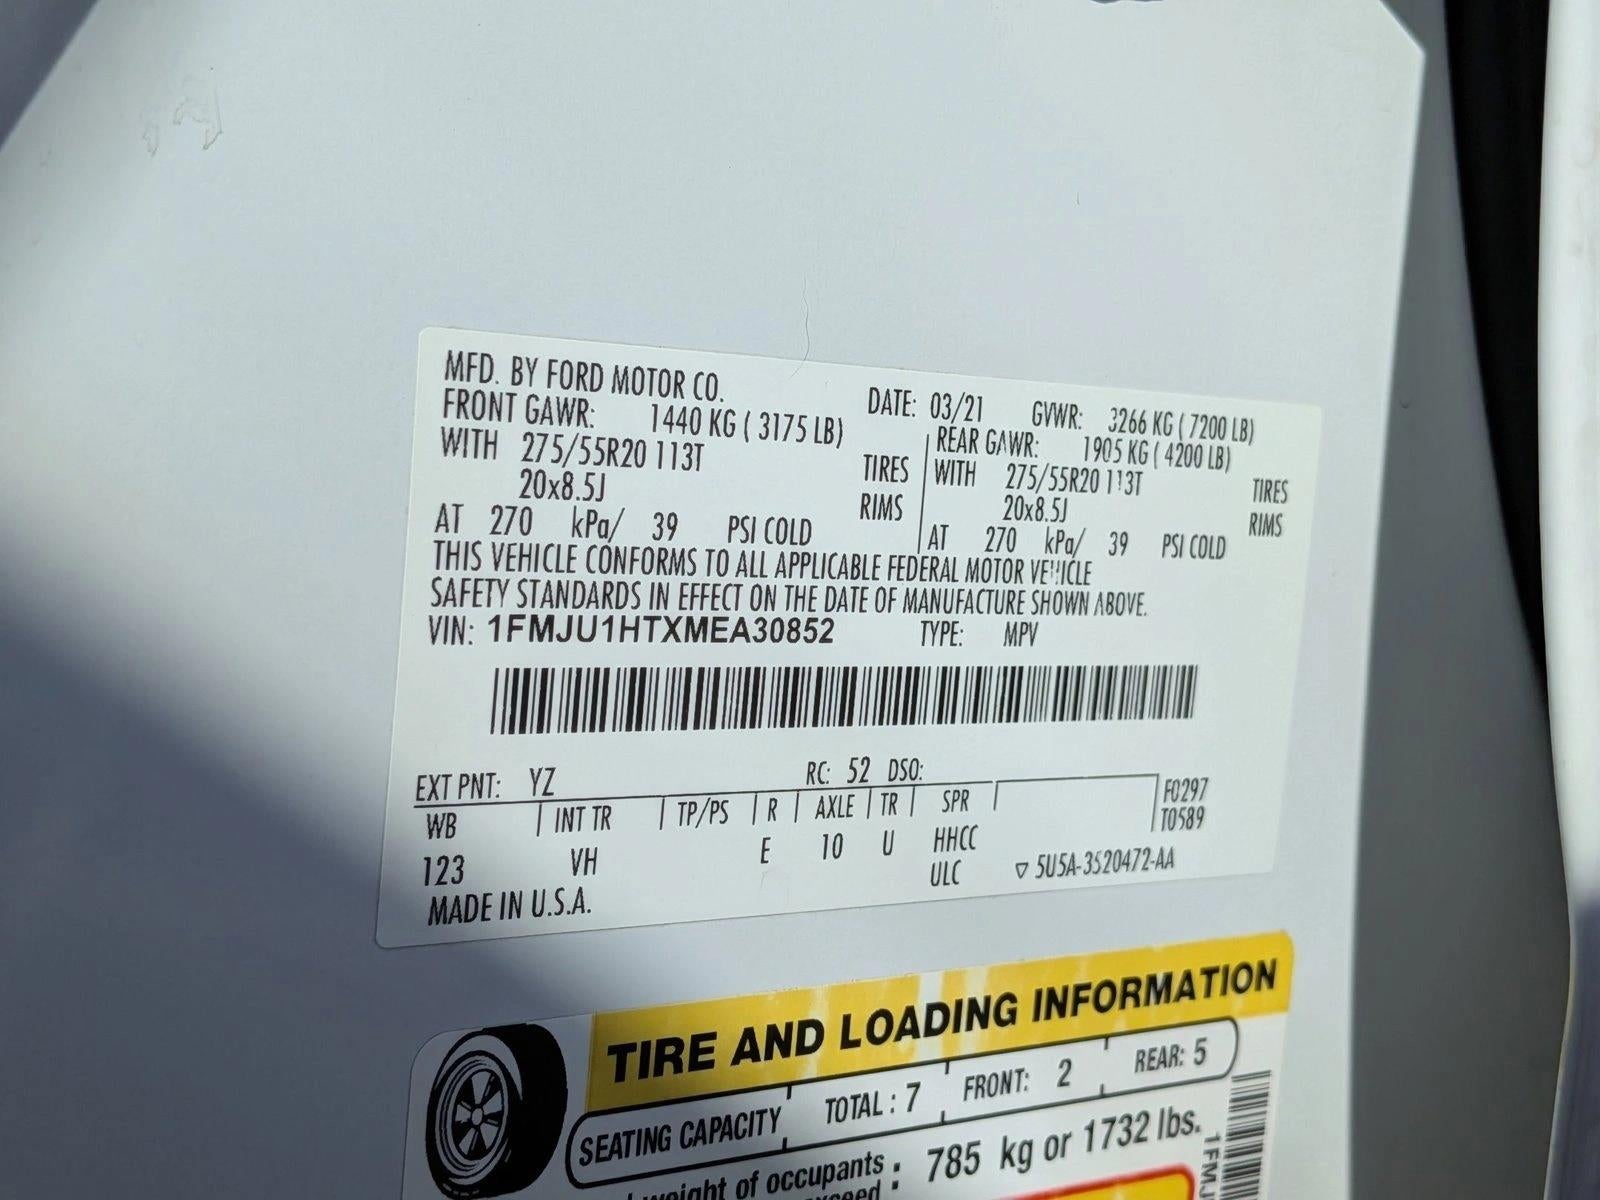 MFD. BY FORD MOTOR CO.
DATE: 03/21 GVWR: 3266 KG ( 7200 LB)
FRONT GAWR: 1440 KG ( 3175 LB) REAR GAWR: 1905 KG ( 4200 LB)
WITH 275/55R20 113T TIRES WITH 275/55R20 113T TIRES
20x8.5J RIMS 20x8.5J RIMS
AT 270 kPa/ 39 PSI COLD AT 270 kPa/ 39 PSI COLD
THIS VEHICLE CONFORMS TO ALL APPLICABLE FEDERAL MOTOR VEHICLE
SAFETY STANDARDS IN EFFECT ON THE DATE OF MANUFACTURE SHOWN ABOVE.
VIN: 1FMJU1HTXMEA30852 TYPE: MPV
EXT PNT: YZ RC: 52 DSO:
WB INT TR TP/PS R AXLE TR SPR F0297
T0589
123 VH E 10 U HHCC
ULC ▽ 5U5A-3520472-AA
MADE IN U.S.A.
TIRE AND LOADING INFORMATION
SEATING CAPACITY TOTAL : 7 FRONT: 2 REAR: 5
weight of occupants : 785 kg or 1732 lbs.
exceed
1FMJ